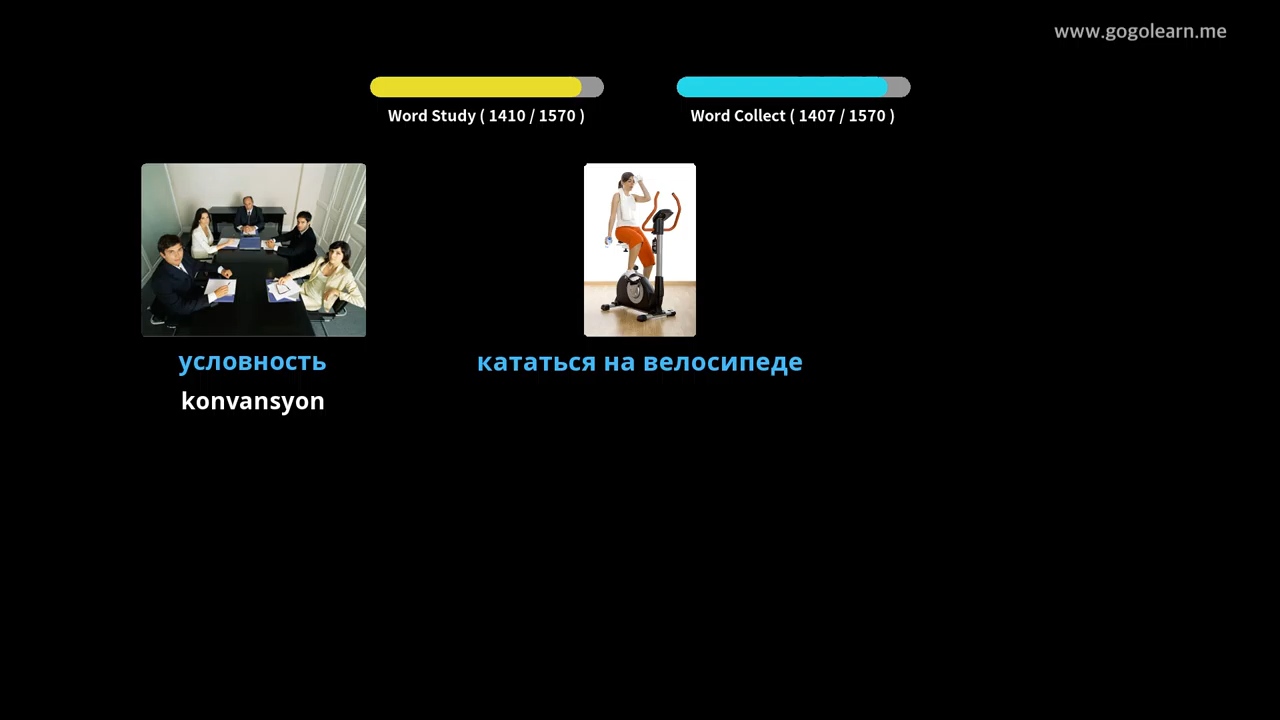 www.gogolearn.me
Word Study ( 1410 / 1570 )
Word Collect ( 1407 / 1570 )
условность
konvansyon
кататься на велосипеде